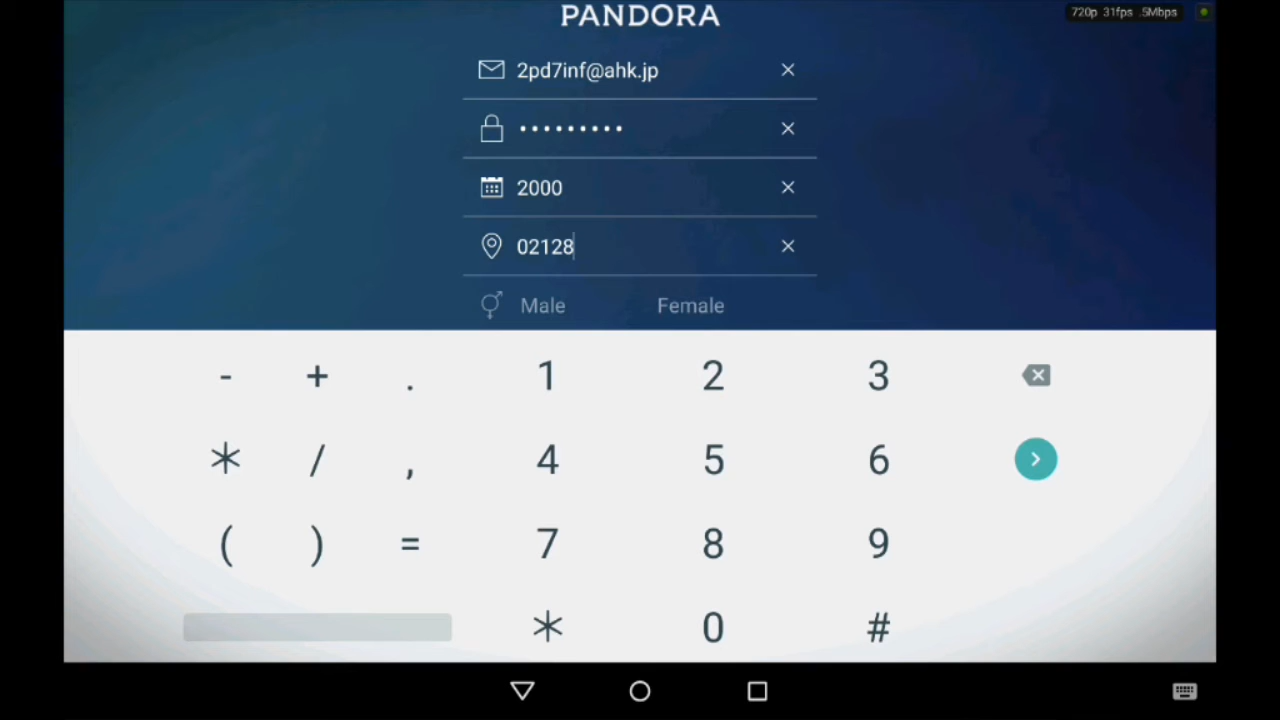 PANDORA
720p 31fps .5Mbps
2pd7inf@ahk.jp
•••••••••
2000
02128
Male Female
- + . 1 2 3
* / , 4 5 6
( ) = 7 8 9
* 0 #